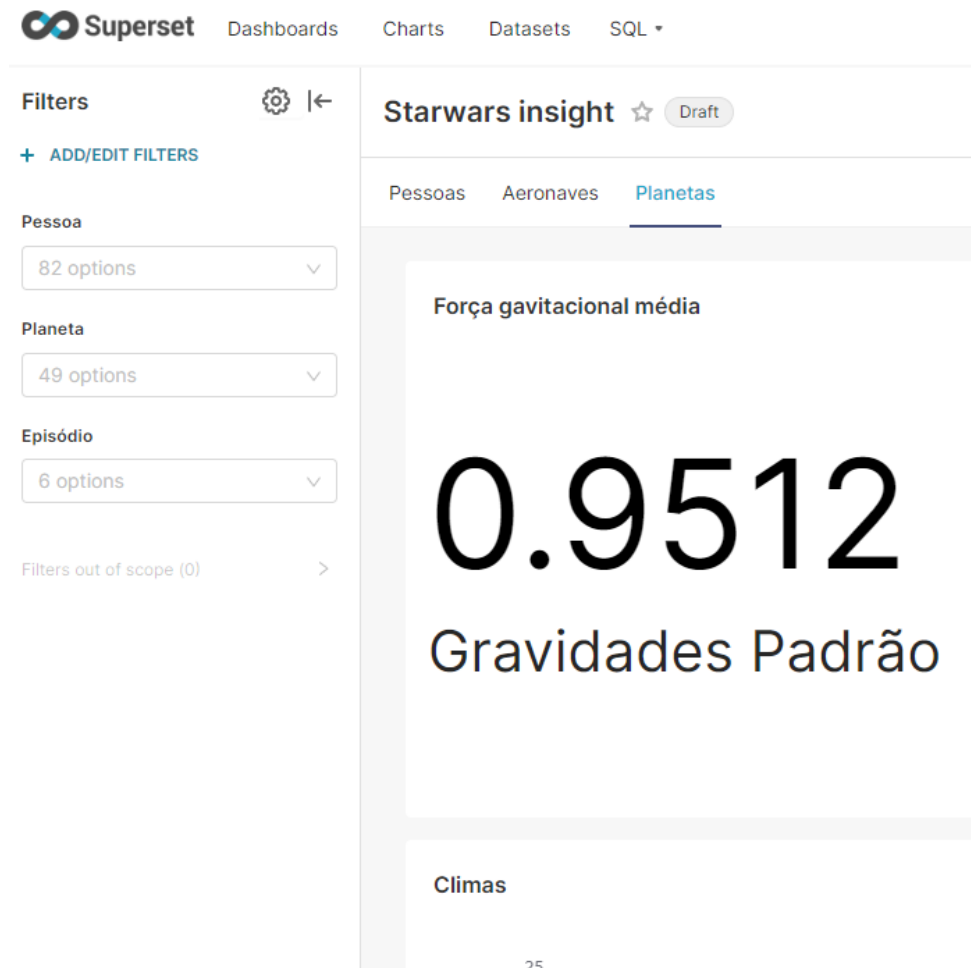 Superset Dashboards Charts Datasets SQL
Filters
ADD/EDIT FILTERS
Pessoa
82 options
Planeta
49 options
Episódio
6 options
Filters out of scope (0)
Starwars insight Draft
Pessoas Aeronaves Planetas
Força gavitacional média
0.9512
Gravidades Padrão
Climas
25